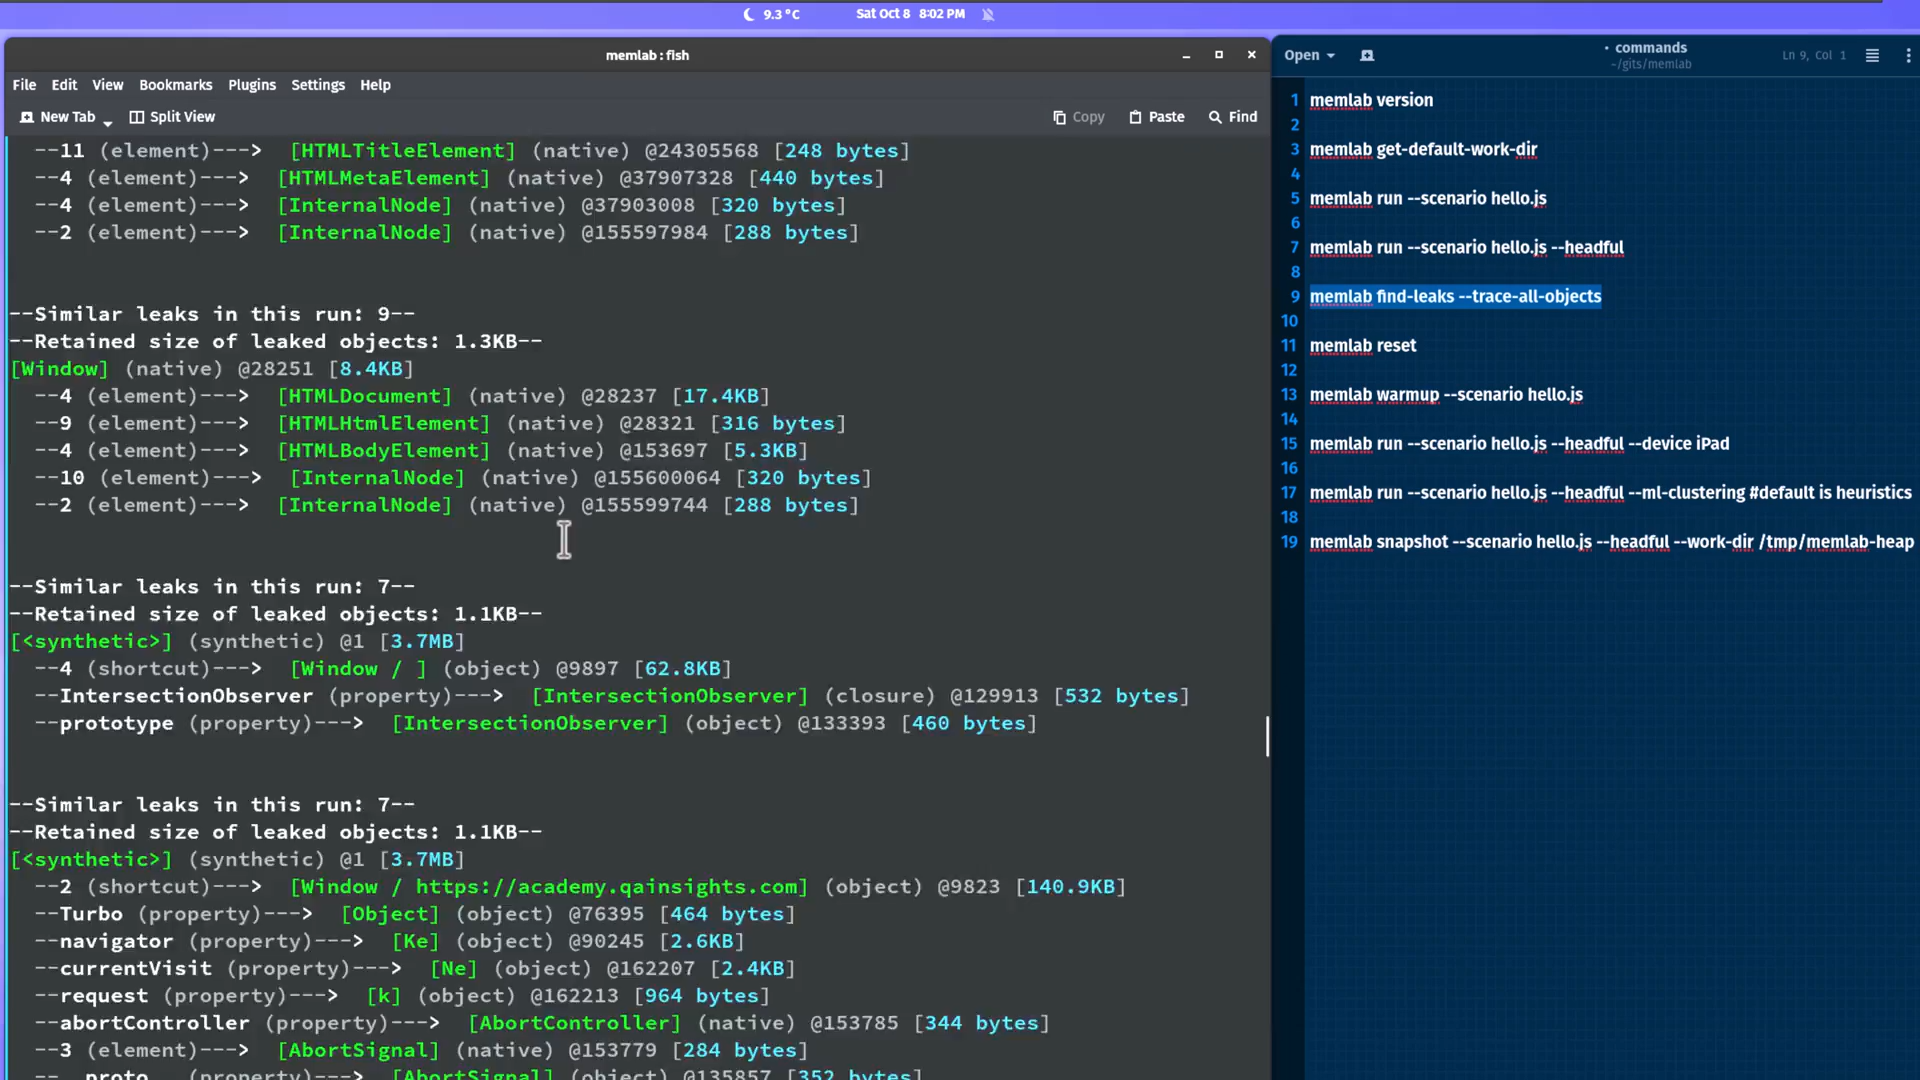 9.3 °C
Sat Oct 8 8:02 PM
memlab : fish
File Edit View Bookmarks Plugins Settings Help
New Tab Split View Copy Paste Find
--11 (element)---> [HTMLTitleElement] (native) @24305568 [248 bytes]
--4 (element)---> [HTMLMetaElement] (native) @37907328 [440 bytes]
--4 (element)---> [InternalNode] (native) @37903008 [320 bytes]
--2 (element)---> [InternalNode] (native) @155597984 [288 bytes]
--Similar leaks in this run: 9--
--Retained size of leaked objects: 1.3KB--
[Window] (native) @28251 [8.4KB]
--4 (element)---> [HTMLDocument] (native) @28237 [17.4KB]
--9 (element)---> [HTMLHtmlElement] (native) @28321 [316 bytes]
--4 (element)---> [HTMLBodyElement] (native) @153697 [5.3KB]
--10 (element)---> [InternalNode] (native) @155600064 [320 bytes]
--2 (element)---> [InternalNode] (native) @155599744 [288 bytes]
--Similar leaks in this run: 7--
--Retained size of leaked objects: 1.1KB--
[<synthetic>] (synthetic) @1 [3.7MB]
--4 (shortcut)---> [Window / ] (object) @9897 [62.8KB]
--IntersectionObserver (property)---> [IntersectionObserver] (closure) @129913 [532 bytes]
--prototype (property)---> [IntersectionObserver] (object) @133393 [460 bytes]
--Similar leaks in this run: 7--
--Retained size of leaked objects: 1.1KB--
[<synthetic>] (synthetic) @1 [3.7MB]
--2 (shortcut)---> [Window / https://academy.qainsights.com] (object) @9823 [140.9KB]
--Turbo (property)---> [Object] (object) @76395 [464 bytes]
--navigator (property)---> [Ke] (object) @90245 [2.6KB]
--currentVisit (property)---> [Ne] (object) @162207 [2.4KB]
--request (property)---> [k] (object) @162213 [964 bytes]
--abortController (property)---> [AbortController] (native) @153785 [344 bytes]
--3 (element)---> [AbortSignal] (native) @153779 [284 bytes]
--__proto__ (property)---> [AbortSignal] (object) @135857 [352 bytes]
Open
• commands
~/gits/memlab
Ln 9, Col 1
1 memlab version
2
3 memlab get-default-work-dir
4
5 memlab run --scenario hello.js
6
7 memlab run --scenario hello.js --headful
8
9 memlab find-leaks --trace-all-objects
10
11 memlab reset
12
13 memlab warmup --scenario hello.js
14
15 memlab run --scenario hello.js --headful --device iPad
16
17 memlab run --scenario hello.js --headful --ml-clustering #default is heuristics
18
19 memlab snapshot --scenario hello.js --headful --work-dir /tmp/memlab-heap